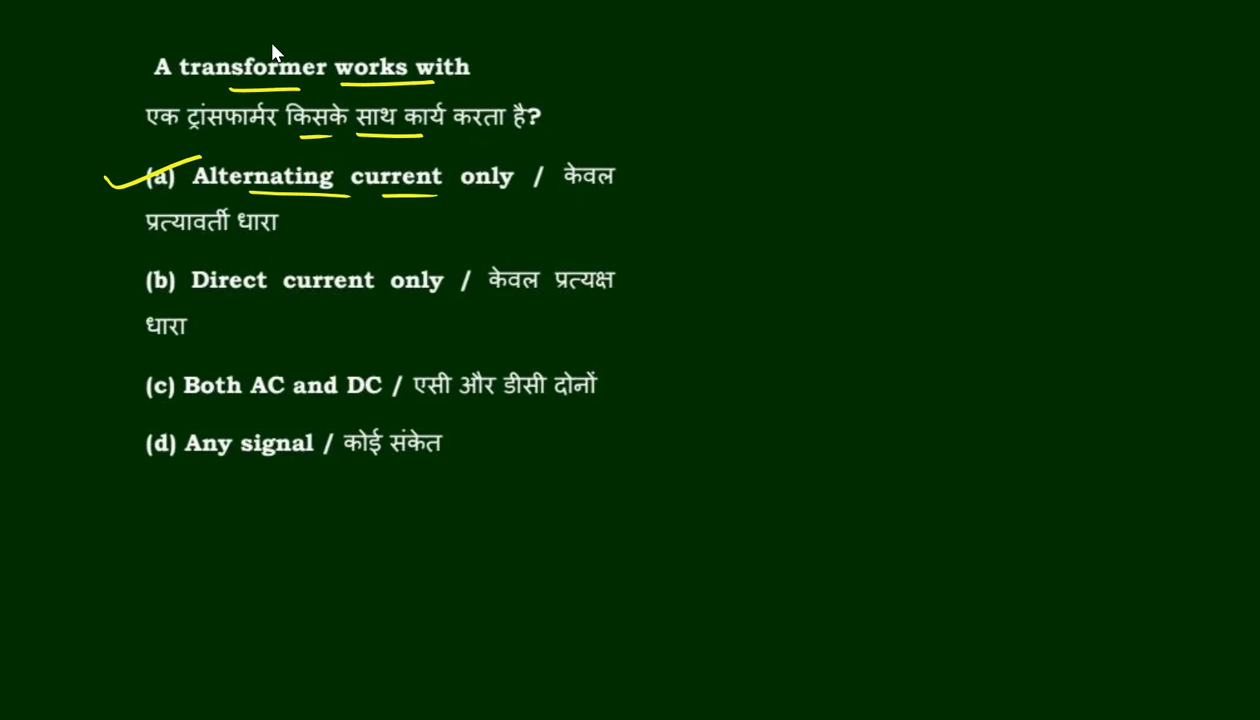 A transformer works with
एक ट्रांसफार्मर किसके साथ कार्य करता है?
(a) Alternating current only / केवल
प्रत्यावर्ती धारा
(b) Direct current only / केवल प्रत्यक्ष
धारा
(c) Both AC and DC / एसी और डीसी दोनों
(d) Any signal / कोई संकेत